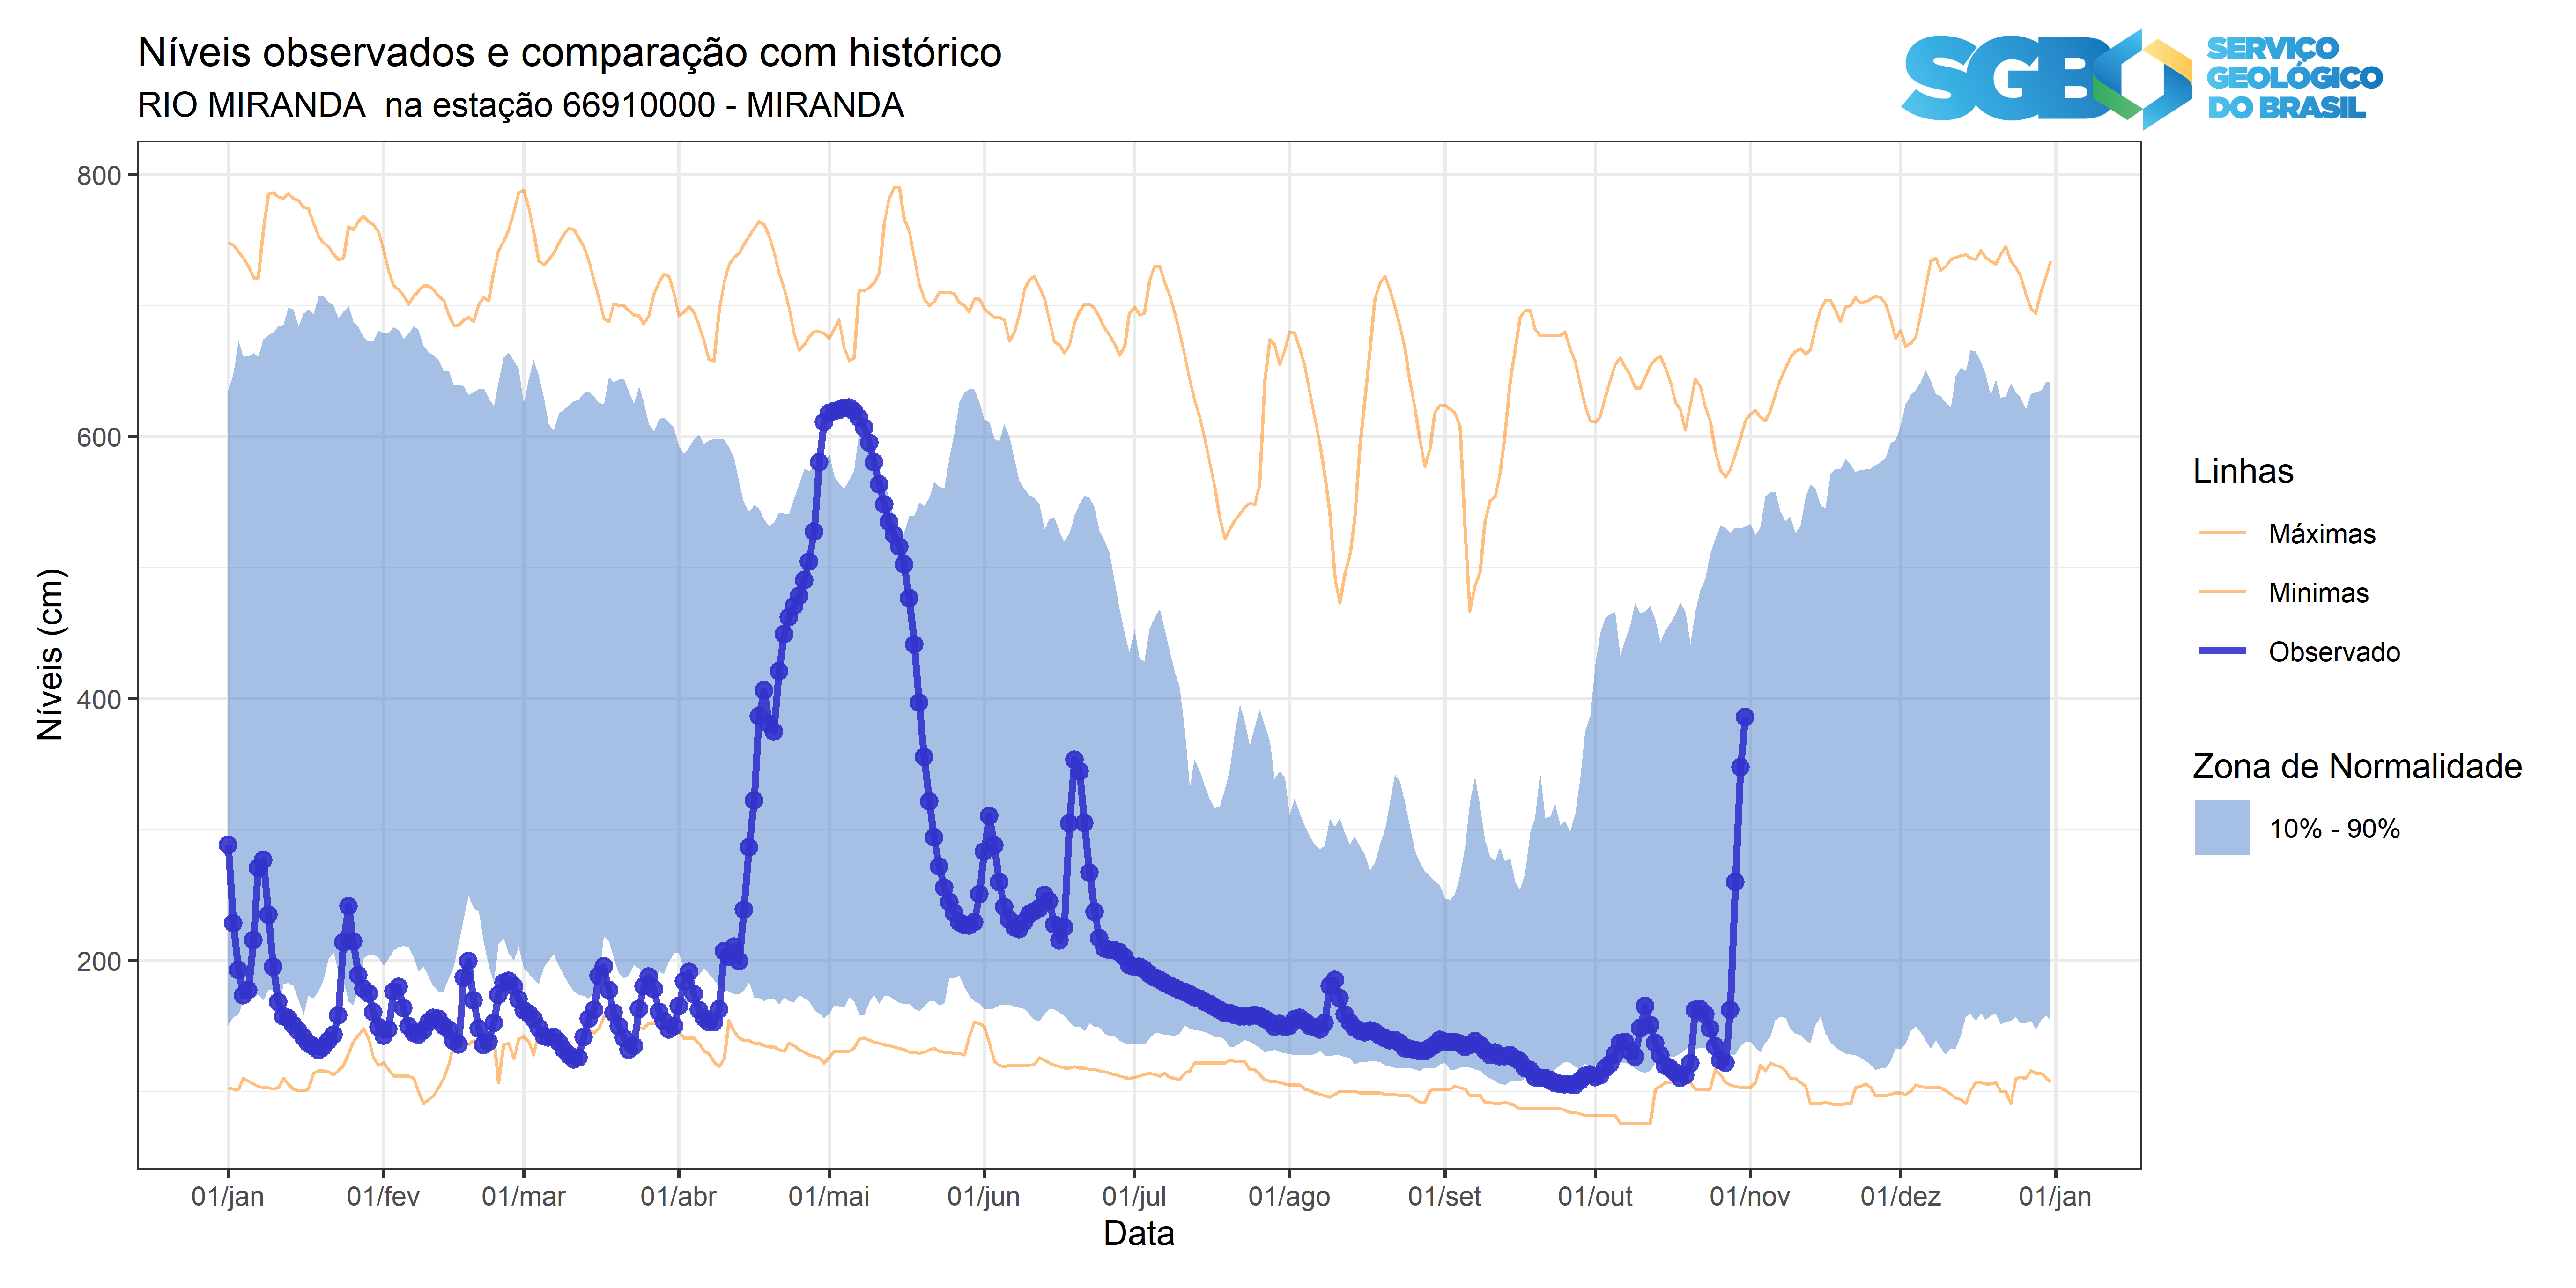 Níveis observados e comparação com histórico
RIO MIRANDA  na estação 66910000 - MIRANDA
SGB
SERVIÇO
GEOLÓGICO
DO BRASIL
800
600
400
200
Níveis (cm)
01/jan
01/fev
01/mar
01/abr
01/mai
01/jun
01/jul
01/ago
01/set
01/out
01/nov
01/dez
01/jan
Data
Linhas
Máximas
Minimas
Observado
Zona de Normalidade
10% - 90%